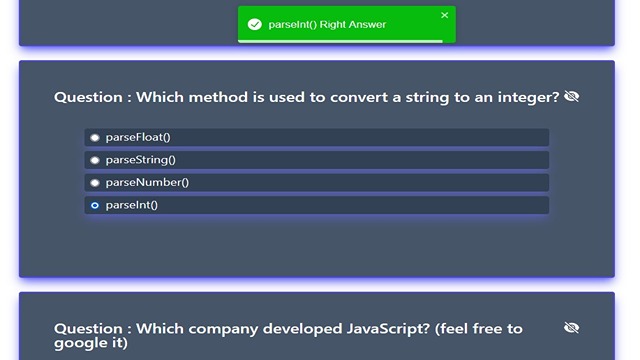 parseInt() Right Answer
Question : Which method is used to convert a string to an integer?
parseFloat()
parseString()
parseNumber()
parseInt()
Question : Which company developed JavaScript? (feel free to
google it)